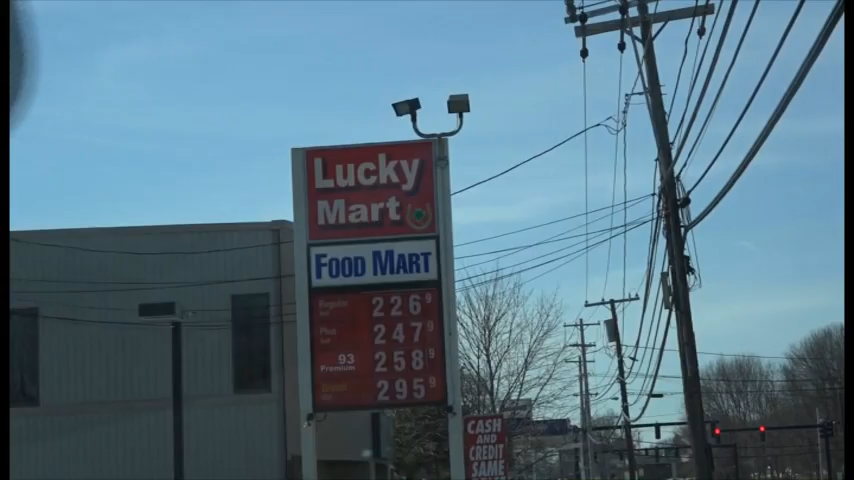 Lucky
Mart
FOOD MART
Regular 226 9
Plus 247 9
93
Premium 258 9
295 9
CASH
AND
CREDIT
SAME